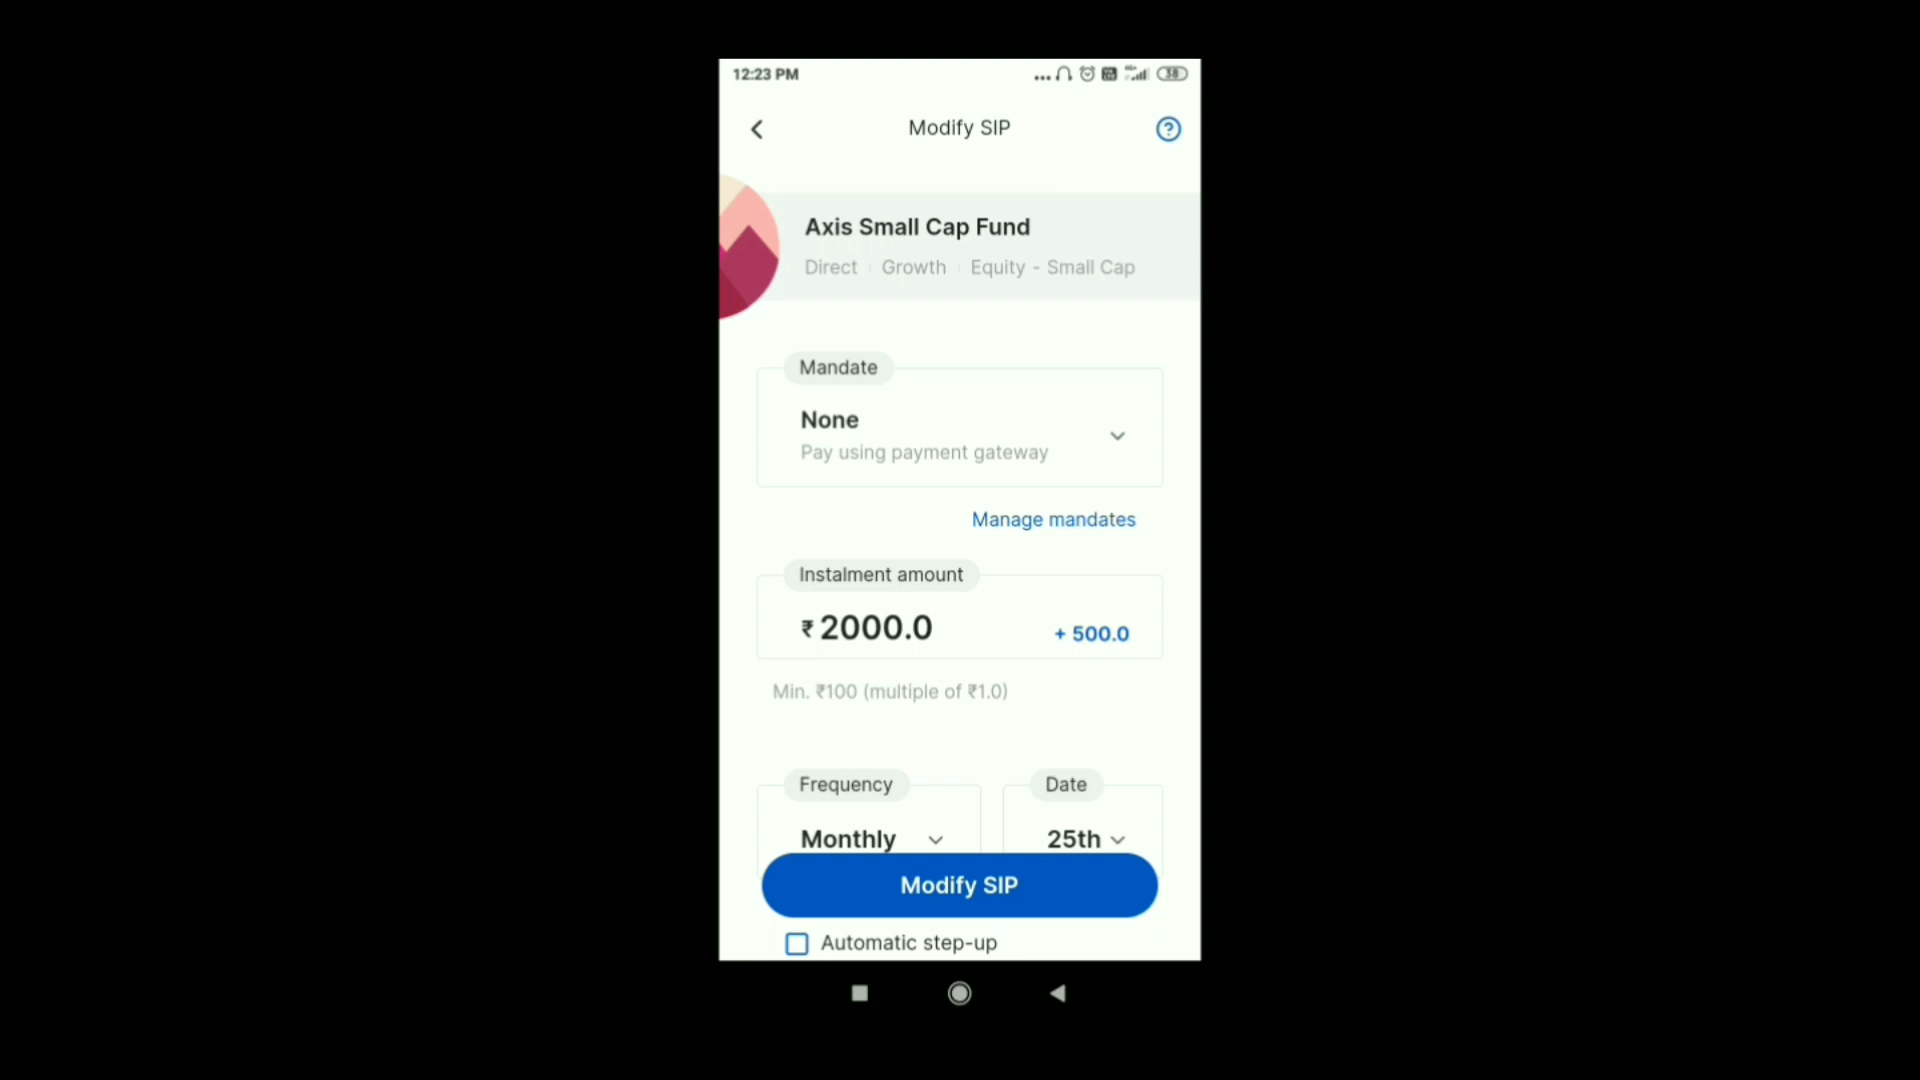 12:23 PM
38
Modify SIP
Axis Small Cap Fund
Direct Growth Equity - Small Cap
Mandate
None
Pay using payment gateway
Manage mandates
Instalment amount
₹ 2000.0 + 500.0
Min. ₹100 (multiple of ₹1.0)
Frequency Date
Monthly 25th
Modify SIP
Automatic step-up